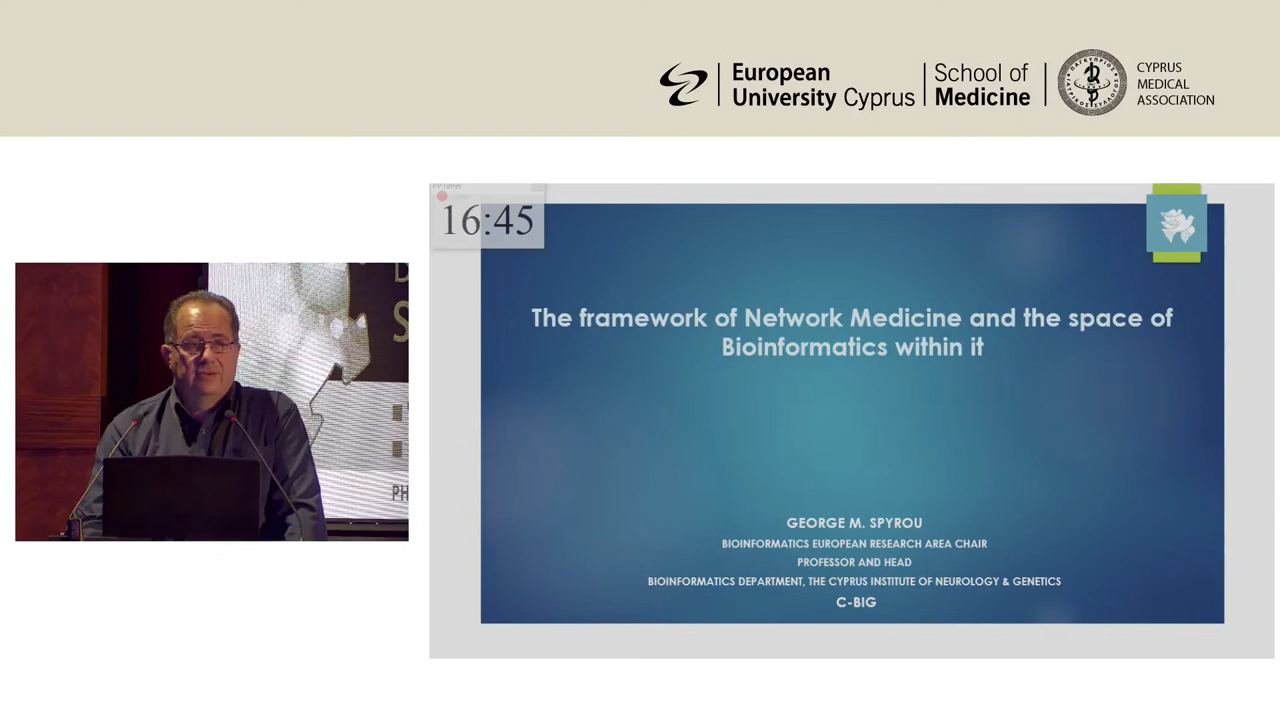 European
University Cyprus
School of
Medicine
CYPRUS
MEDICAL
ASSOCIATION
16:45
The framework of Network Medicine and the space of
Bioinformatics within it
GEORGE M. SPYROU
BIOINFORMATICS EUROPEAN RESEARCH AREA CHAIR
PROFESSOR AND HEAD
BIOINFORMATICS DEPARTMENT, THE CYPRUS INSTITUTE OF NEUROLOGY & GENETICS
C-BIG
PH